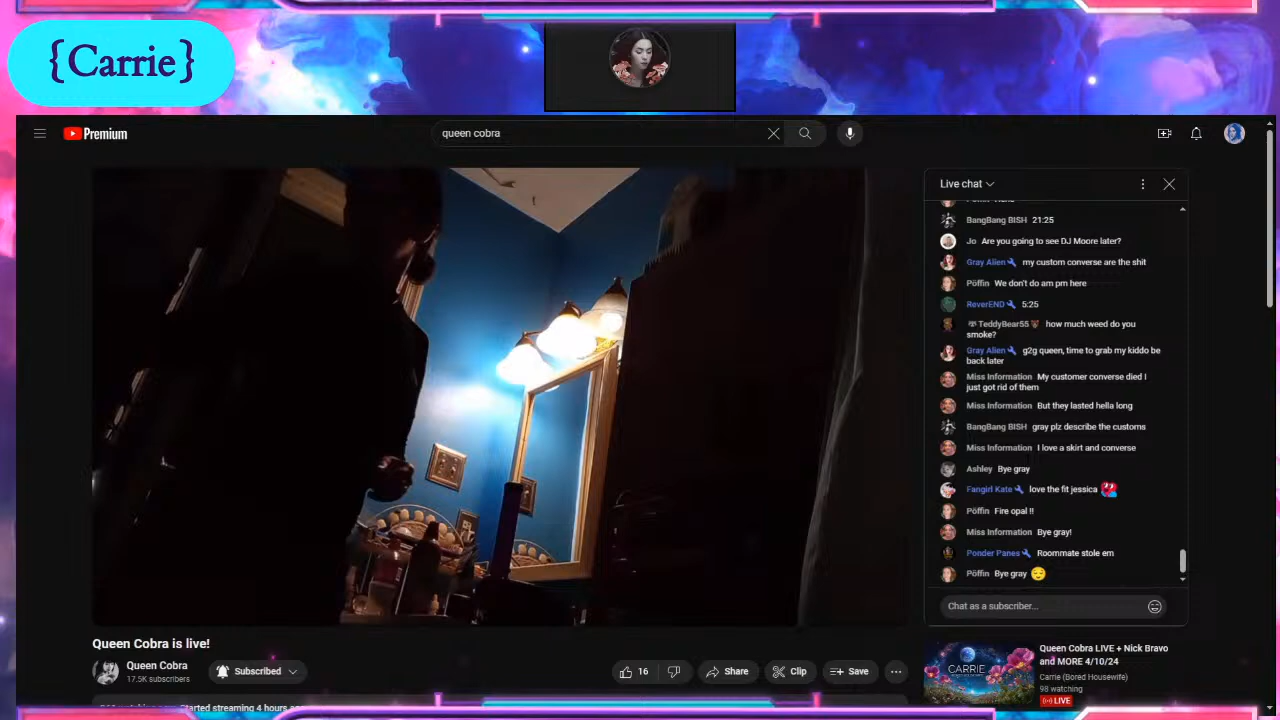 {Carrie}
Premium
queen cobra
Live chat
BangBang BISH 21:25
Jo Are you going to see DJ Moore later?
Gray Alien my custom converse are the shit
Pöffin We don't do am pm here
ReverEND 5:25
TeddyBear55 how much weed do you
smoke?
Gray Alien g2g queen, time to grab my kiddo be
back later
Miss Information My customer converse died I
just got rid of them
Miss Information But they lasted hella long
BangBang BISH gray plz describe the customs
Miss Information I love a skirt and converse
Ashley Bye gray
Fangirl Kate love the fit jessica
Pöffin Fire opal !!
Miss Information Bye gray!
Ponder Panes Roommate stole em
Pöffin Bye gray
Chat as a subscriber...
Queen Cobra is live!
Queen Cobra
17.5K subscribers
Subscribed
16
Share
Clip
Save
CARRIE
Queen Cobra LIVE + Nick Bravo
and MORE 4/10/24
Carrie (Bored Housewife)
98 watching
LIVE
watching now Started streaming 4 hours